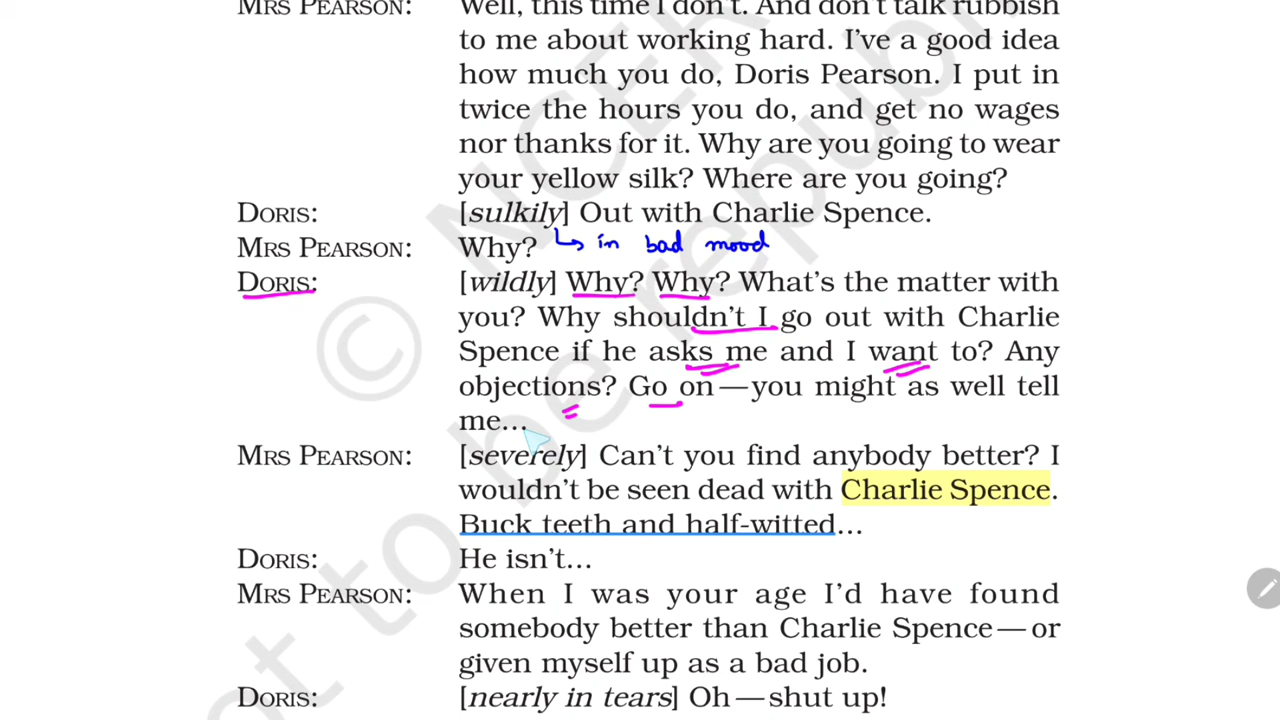 MRS PEARSON: Well, this time I don't. And don't talk rubbish
to me about working hard. I've a good idea
how much you do, Doris Pearson. I put in
twice the hours you do, and get no wages
nor thanks for it. Why are you going to wear
your yellow silk? Where are you going?
DORIS: [sulkily] Out with Charlie Spence.
MRS PEARSON: Why? in bad mood
DORIS: [wildly] Why? Why? What's the matter with
you? Why shouldn't I go out with Charlie
Spence if he asks me and I want to? Any
objections? Go on—you might as well tell
me...
MRS PEARSON: [severely] Can't you find anybody better? I
wouldn't be seen dead with Charlie Spence.
Buck teeth and half-witted...
DORIS: He isn't...
MRS PEARSON: When I was your age I'd have found
somebody better than Charlie Spence—or
given myself up as a bad job.
DORIS: [nearly in tears] Oh—shut up!
© NCER
not to be republ